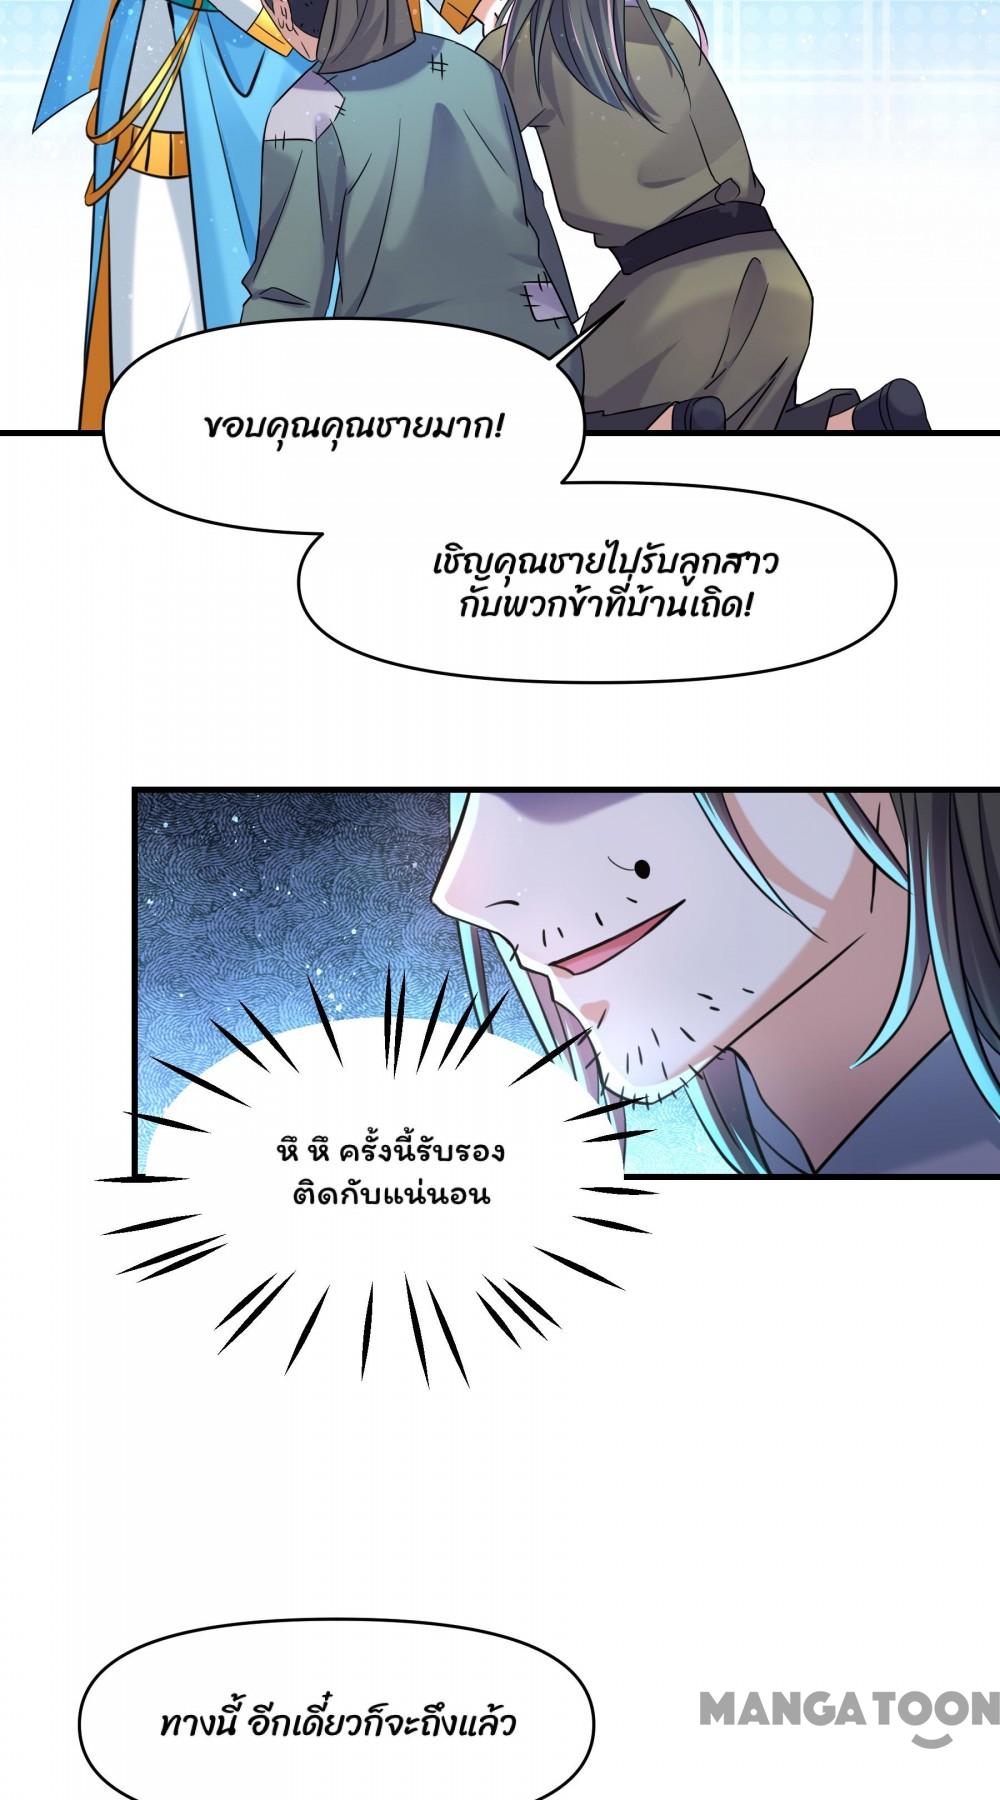 ขอบคุณคุณชายมาก!
เชิญคุณชายไปรับลูกสาว
กับพวกข้าที่บ้านเถิด!
หึ หึ ครั้งนี้รับรอง
ติดกับแน่นอน
ทางนี้ อีกเดี๋ยวก็จะถึงแล้ว
MANGATOON